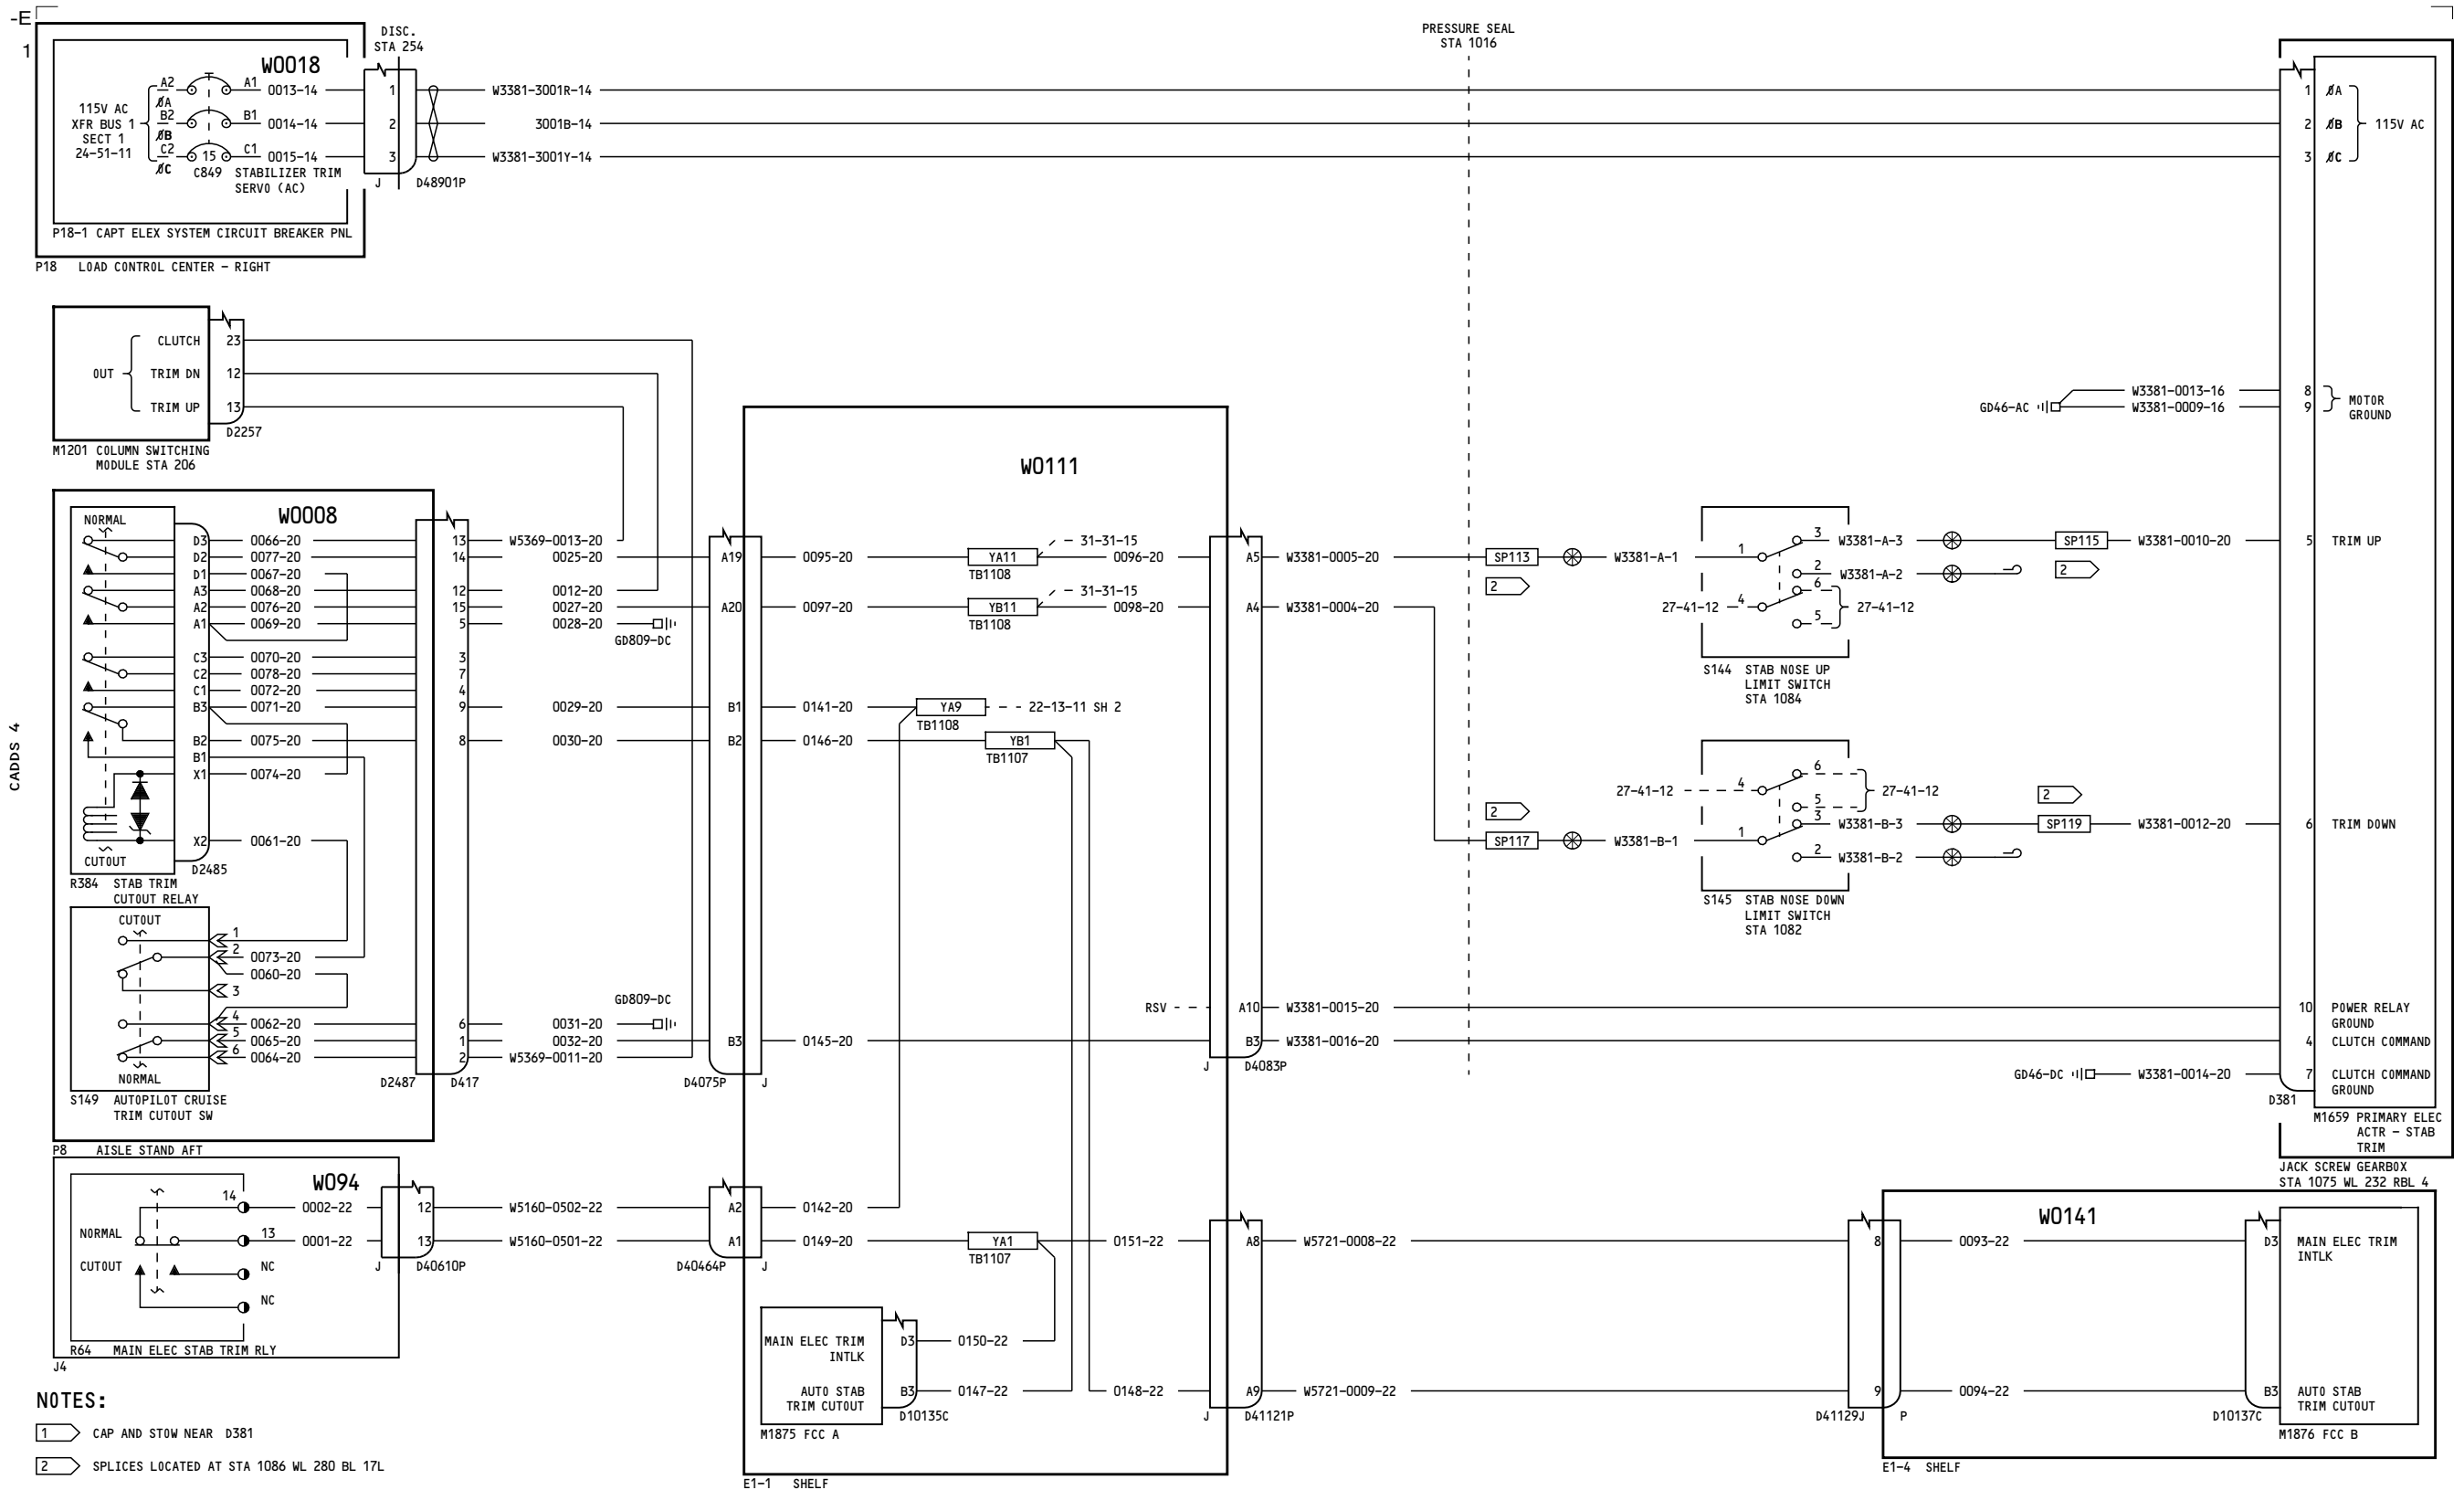 -E
1
DISC.
STA 254
PRESSURE SEAL
STA 1016
W0018
115V AC
XFR BUS 1
SECT 1
24-51-11
A2
ØA
B2
ØB
C2
ØC
15
C849
A1 0013-14
B1 0014-14
C1 0015-14
STABILIZER TRIM
SERVO (AC)
1
2
3
J
D48901P
W3381-3001R-14
3001B-14
W3381-3001Y-14
1 ØA
2 ØB
3 ØC
115V AC
P18-1 CAPT ELEX SYSTEM CIRCUIT BREAKER PNL
P18 LOAD CONTROL CENTER - RIGHT
OUT
CLUTCH 23
TRIM DN 12
TRIM UP 13
D2257
M1201 COLUMN SWITCHING
MODULE STA 206
GD46-AC
W3381-0013-16 8
W3381-0009-16 9
MOTOR
GROUND
W0008
NORMAL
D3 0066-20 13 W5369-0013-20
D2 0077-20 14 0025-20
D1 0067-20
A3 0068-20 12 0012-20
A2 0076-20 15 0027-20
A1 0069-20 5 0028-20
GD809-DC
C3 0070-20 3
C2 0078-20 7
C1 0072-20 4
B3 0071-20 9 0029-20
B2 0075-20 8 0030-20
B1
X1 0074-20
X2 0061-20
CUTOUT
D2485
R384 STAB TRIM
CUTOUT RELAY
CUTOUT
1
2 0073-20
0060-20
3
4 0062-20
5 0065-20
6 0064-20
NORMAL
S149 AUTOPILOT CRUISE
TRIM CUTOUT SW
GD809-DC
6 0031-20
1 0032-20
2 W5369-0011-20
D2487
D417
P8 AISLE STAND AFT
CADDS 4
W0111
A19 0095-20 YA11
TB1108
31-31-15
0096-20 A5
A20 0097-20 YB11
TB1108
31-31-15
0098-20 A4
B1 0141-20 YA9
TB1108
22-13-11 SH 2
B2 0146-20 YB1
TB1107
RSV A10
B3 0145-20 B3
D4075P J
J D4083P
W3381-0005-20
W3381-0004-20
W3381-0015-20
W3381-0016-20
SP113
2
W3381-A-1
1
3
2
6
4
5
27-41-12
27-41-12
W3381-A-3
W3381-A-2
SP115
2
W3381-0010-20
5 TRIM UP
S144 STAB NOSE UP
LIMIT SWITCH
STA 1084
2
SP117
W3381-B-1
27-41-12
4
6
5
3
1
2
27-41-12
W3381-B-3
W3381-B-2
2
SP119
W3381-0012-20
6 TRIM DOWN
S145 STAB NOSE DOWN
LIMIT SWITCH
STA 1082
10 POWER RELAY
GROUND
4 CLUTCH COMMAND
GD46-DC
W3381-0014-20
7 CLUTCH COMMAND
GROUND
D381
M1659 PRIMARY ELEC
ACTR - STAB
TRIM
JACK SCREW GEARBOX
STA 1075 WL 232 RBL 4
W094
NORMAL
CUTOUT
14 0002-22 12
13 0001-22 13
NC
NC
J D40610P
R64 MAIN ELEC STAB TRIM RLY
J4
W5160-0502-22
W5160-0501-22
A2 0142-20
A1 0149-20
D40464P J
YA1
TB1107
0151-22 A8
W5721-0008-22
MAIN ELEC TRIM
INTLK
D3 0150-22
AUTO STAB
TRIM CUTOUT
B3 0147-22
D10135C
M1875 FCC A
0148-22 A9
W5721-0009-22
J D41121P
E1-1 SHELF
W0141
8 0093-22 D3
MAIN ELEC TRIM
INTLK
9 0094-22 B3
AUTO STAB
TRIM CUTOUT
D41129J P
D10137C
M1876 FCC B
E1-4 SHELF
NOTES:
1 CAP AND STOW NEAR D381
2 SPLICES LOCATED AT STA 1086 WL 280 BL 17L